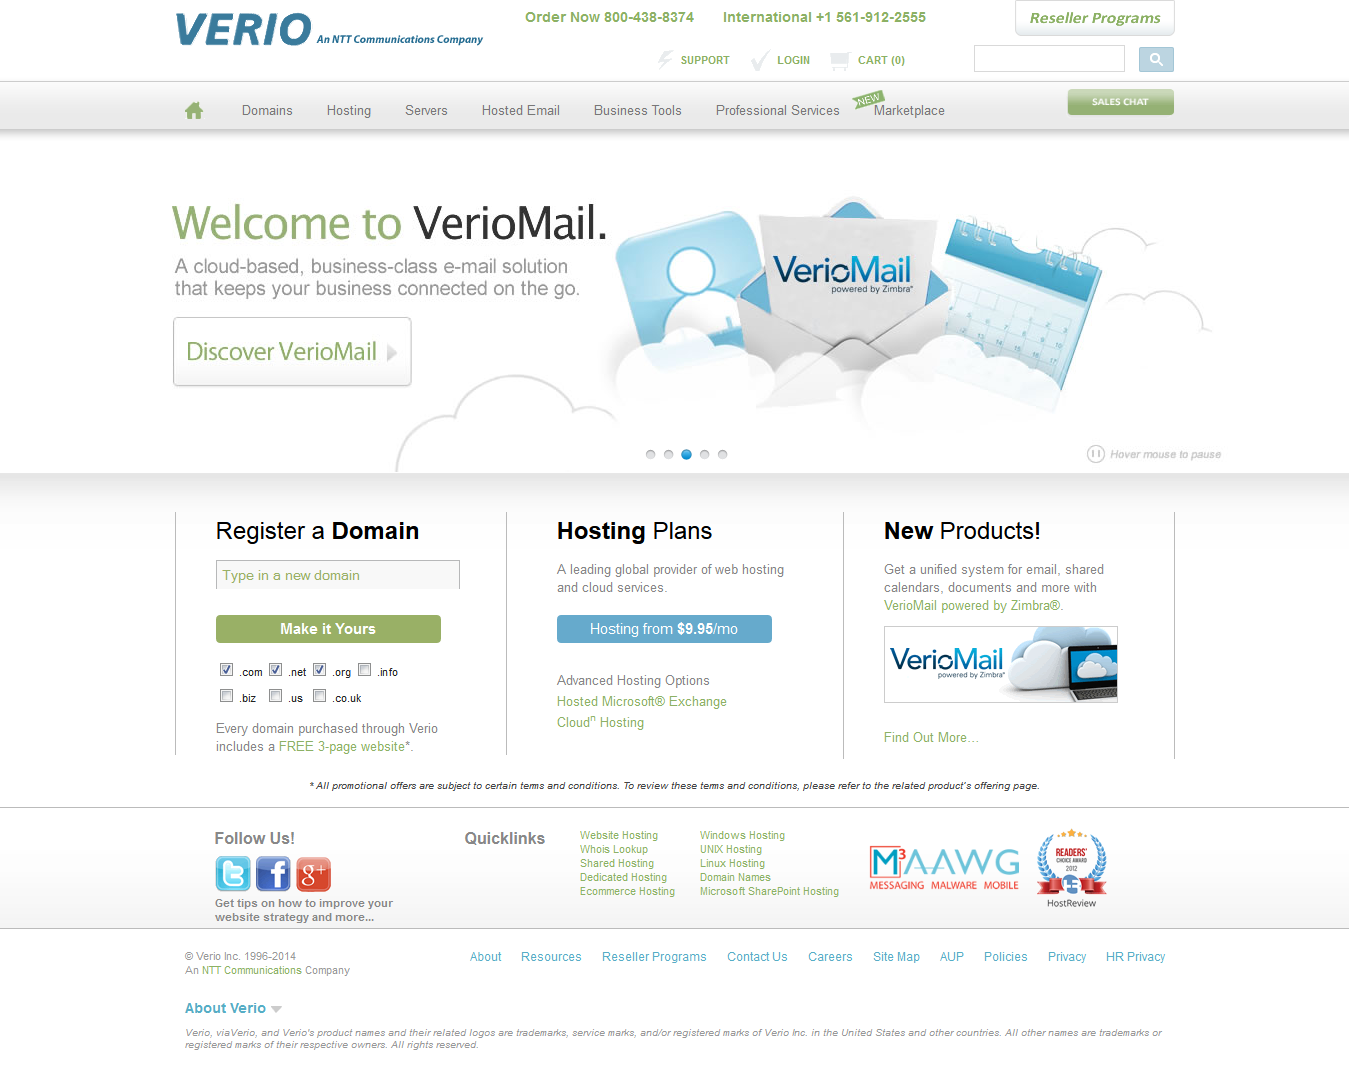 VERIO An NTT Communications Company
Order Now 800-438-8374 International +1 561-912-2555
Reseller Programs
SUPPORT LOGIN CART (0)
Domains Hosting Servers Hosted Email Business Tools Professional Services NEW Marketplace
SALES CHAT
Welcome to VerioMail.
A cloud-based, business-class e-mail solution
that keeps your business connected on the go.
Discover VerioMail
VerioMail
powered by Zimbra®
Hover mouse to pause
Register a Domain
Type in a new domain
Make it Yours
.com .net .org .info
.biz .us .co.uk
Every domain purchased through Verio
includes a FREE 3-page website*.
Hosting Plans
A leading global provider of web hosting
and cloud services.
Hosting from $9.95/mo
Advanced Hosting Options
Hosted Microsoft® Exchange
Cloudn Hosting
New Products!
Get a unified system for email, shared
calendars, documents and more with
VerioMail powered by Zimbra®.
VerioMail
powered by Zimbra®
Find Out More...
* All promotional offers are subject to certain terms and conditions. To review these terms and conditions, please refer to the related product's offering page.
Follow Us!
Get tips on how to improve your
website strategy and more...
Quicklinks
Website Hosting
Whois Lookup
Shared Hosting
Dedicated Hosting
Ecommerce Hosting
Windows Hosting
UNIX Hosting
Linux Hosting
Domain Names
Microsoft SharePoint Hosting
M3AAWG
MESSAGING MALWARE MOBILE
READERS'
CHOICE AWARD
2012
HostReview
© Verio Inc. 1996-2014
An NTT Communications Company
About Resources Reseller Programs Contact Us Careers Site Map AUP Policies Privacy HR Privacy
About Verio
Verio, viaVerio, and Verio's product names and their related logos are trademarks, service marks, and/or registered marks of Verio Inc. in the United States and other countries. All other names are trademarks or
registered marks of their respective owners. All rights reserved.